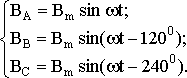 B_A = B_m sin ωt;
B_B = B_m sin(ωt – 120^0);
B_C = B_m sin(ωt – 240^0).